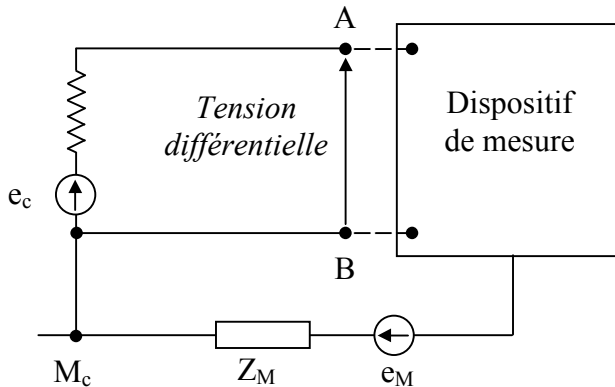 A
Tension
différentielle
Dispositif
de mesure
e_c
B
M_c
Z_M
e_M